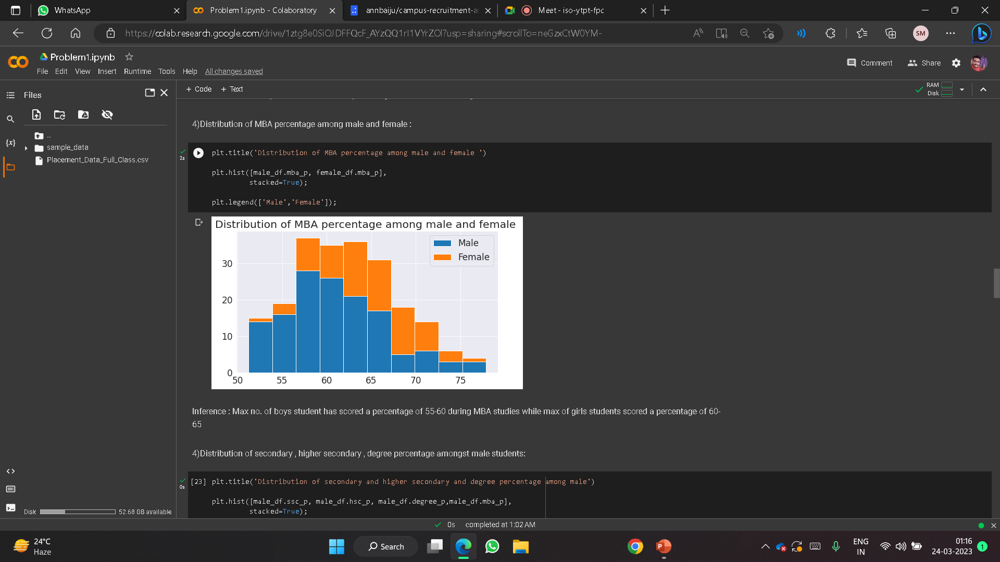 WhatsApp
Problem1.ipynb - Colaboratory
annbaiju/campus-recruitment-a
Meet - iso-ytpt-fpc
https://colab.research.google.com/drive/1ztg8e0SiOJDFFQcF_AYzQQ1rI1VYrZOl?usp=sharing#scrollTo=neGzxCtW0YM-
SM
Problem1.ipynb
File Edit View Insert Runtime Tools Help All changes saved
Comment Share
+ Code + Text
RAM
Disk
Files
{x}
..
sample_data
Placement_Data_Full_Class.csv
4)Distribution of MBA percentage among male and female :
2s
plt.title('Distribution of MBA percentage among male and female ')
plt.hist([male_df.mba_p, female_df.mba_p],
stacked=True);
plt.legend(['Male','Female']);
Distribution of MBA percentage among male and female
Male
Female
30
20
10
0
50 55 60 65 70 75
Inference : Max no. of boys student has scored a percentage of 55-60 during MBA studies while max of girls students scored a percentage of 60-
65
4)Distribution of secondary , higher secondary , degree percentage amongst male students:
0s
[23] plt.title('Distribution of secondary and higher secondary and degree percentage among male')
plt.hist([male_df.ssc_p, male_df.hsc_p, male_df.degree_p,male_df.mba_p],
stacked=True);
Disk 52.68 GB available
0s completed at 1:02 AM
24°C
Haze
Search
ENG
IN
01:16
24-03-2023
1